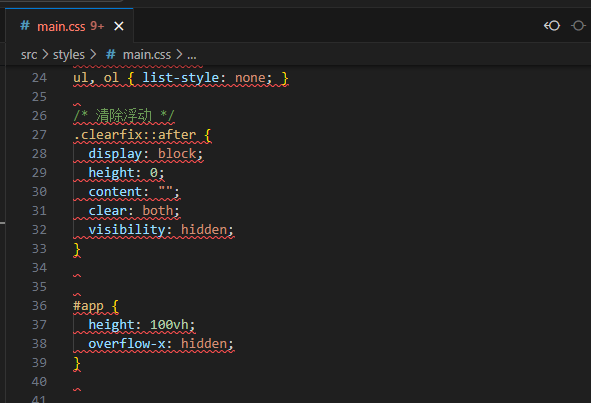 # main.css 9+ ×
src > styles > # main.css > ...
24 ul, ol { list-style: none; }
25
26 /* 清除浮动 */
27 .clearfix::after {
28   display: block;
29   height: 0;
30   content: "";
31   clear: both;
32   visibility: hidden;
33 }
34
35
36 #app {
37   height: 100vh;
38   overflow-x: hidden;
39 }
40
41